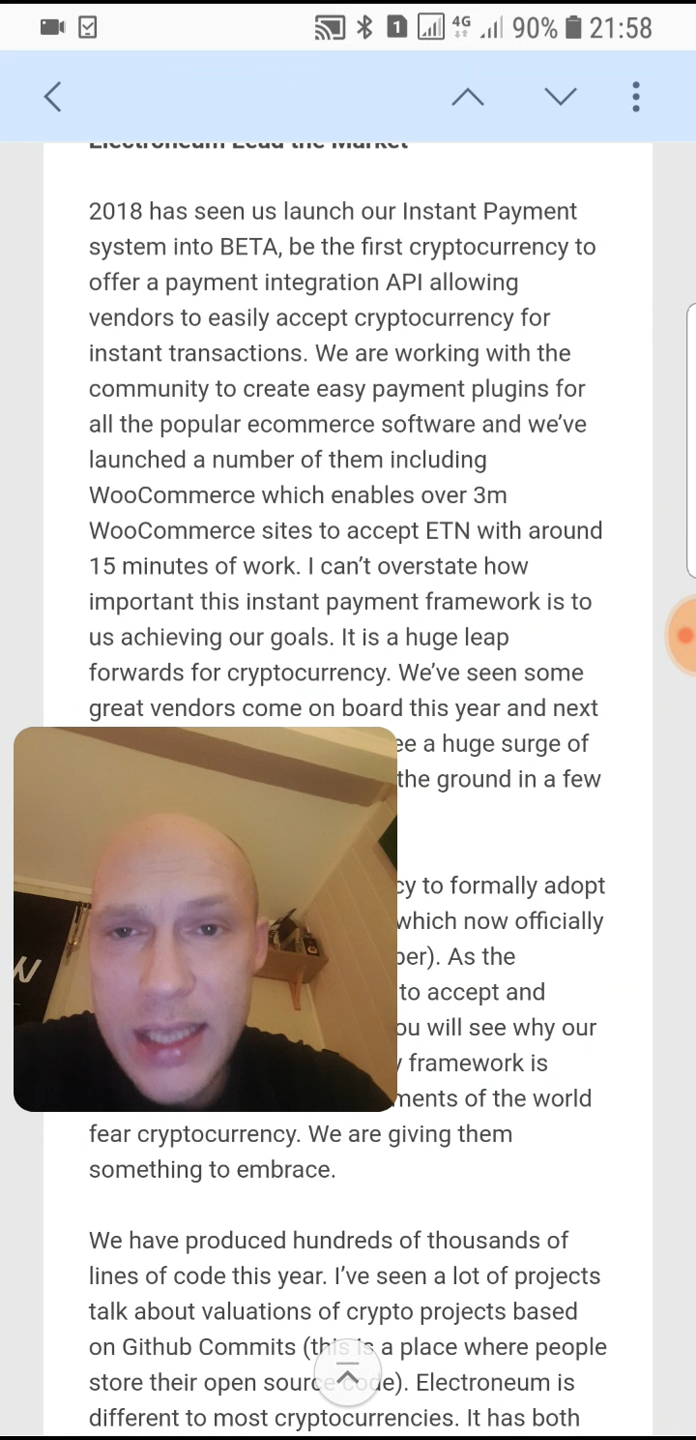 1 4G 90% 21:58
Electroneum Lead the Market
2018 has seen us launch our Instant Payment
system into BETA, be the first cryptocurrency to
offer a payment integration API allowing
vendors to easily accept cryptocurrency for
instant transactions. We are working with the
community to create easy payment plugins for
all the popular ecommerce software and we’ve
launched a number of them including
WooCommerce which enables over 3m
WooCommerce sites to accept ETN with around
15 minutes of work. I can’t overstate how
important this instant payment framework is to
us achieving our goals. It is a huge leap
forwards for cryptocurrency. We’ve seen some
great vendors come on board this year and next
ee a huge surge of
the ground in a few
cy to formally adopt
which now officially
ber). As the
to accept and
ou will see why our
framework is
ments of the world
fear cryptocurrency. We are giving them
something to embrace.
We have produced hundreds of thousands of
lines of code this year. I’ve seen a lot of projects
talk about valuations of crypto projects based
on Github Commits (this is a place where people
store their open source code). Electroneum is
different to most cryptocurrencies. It has both